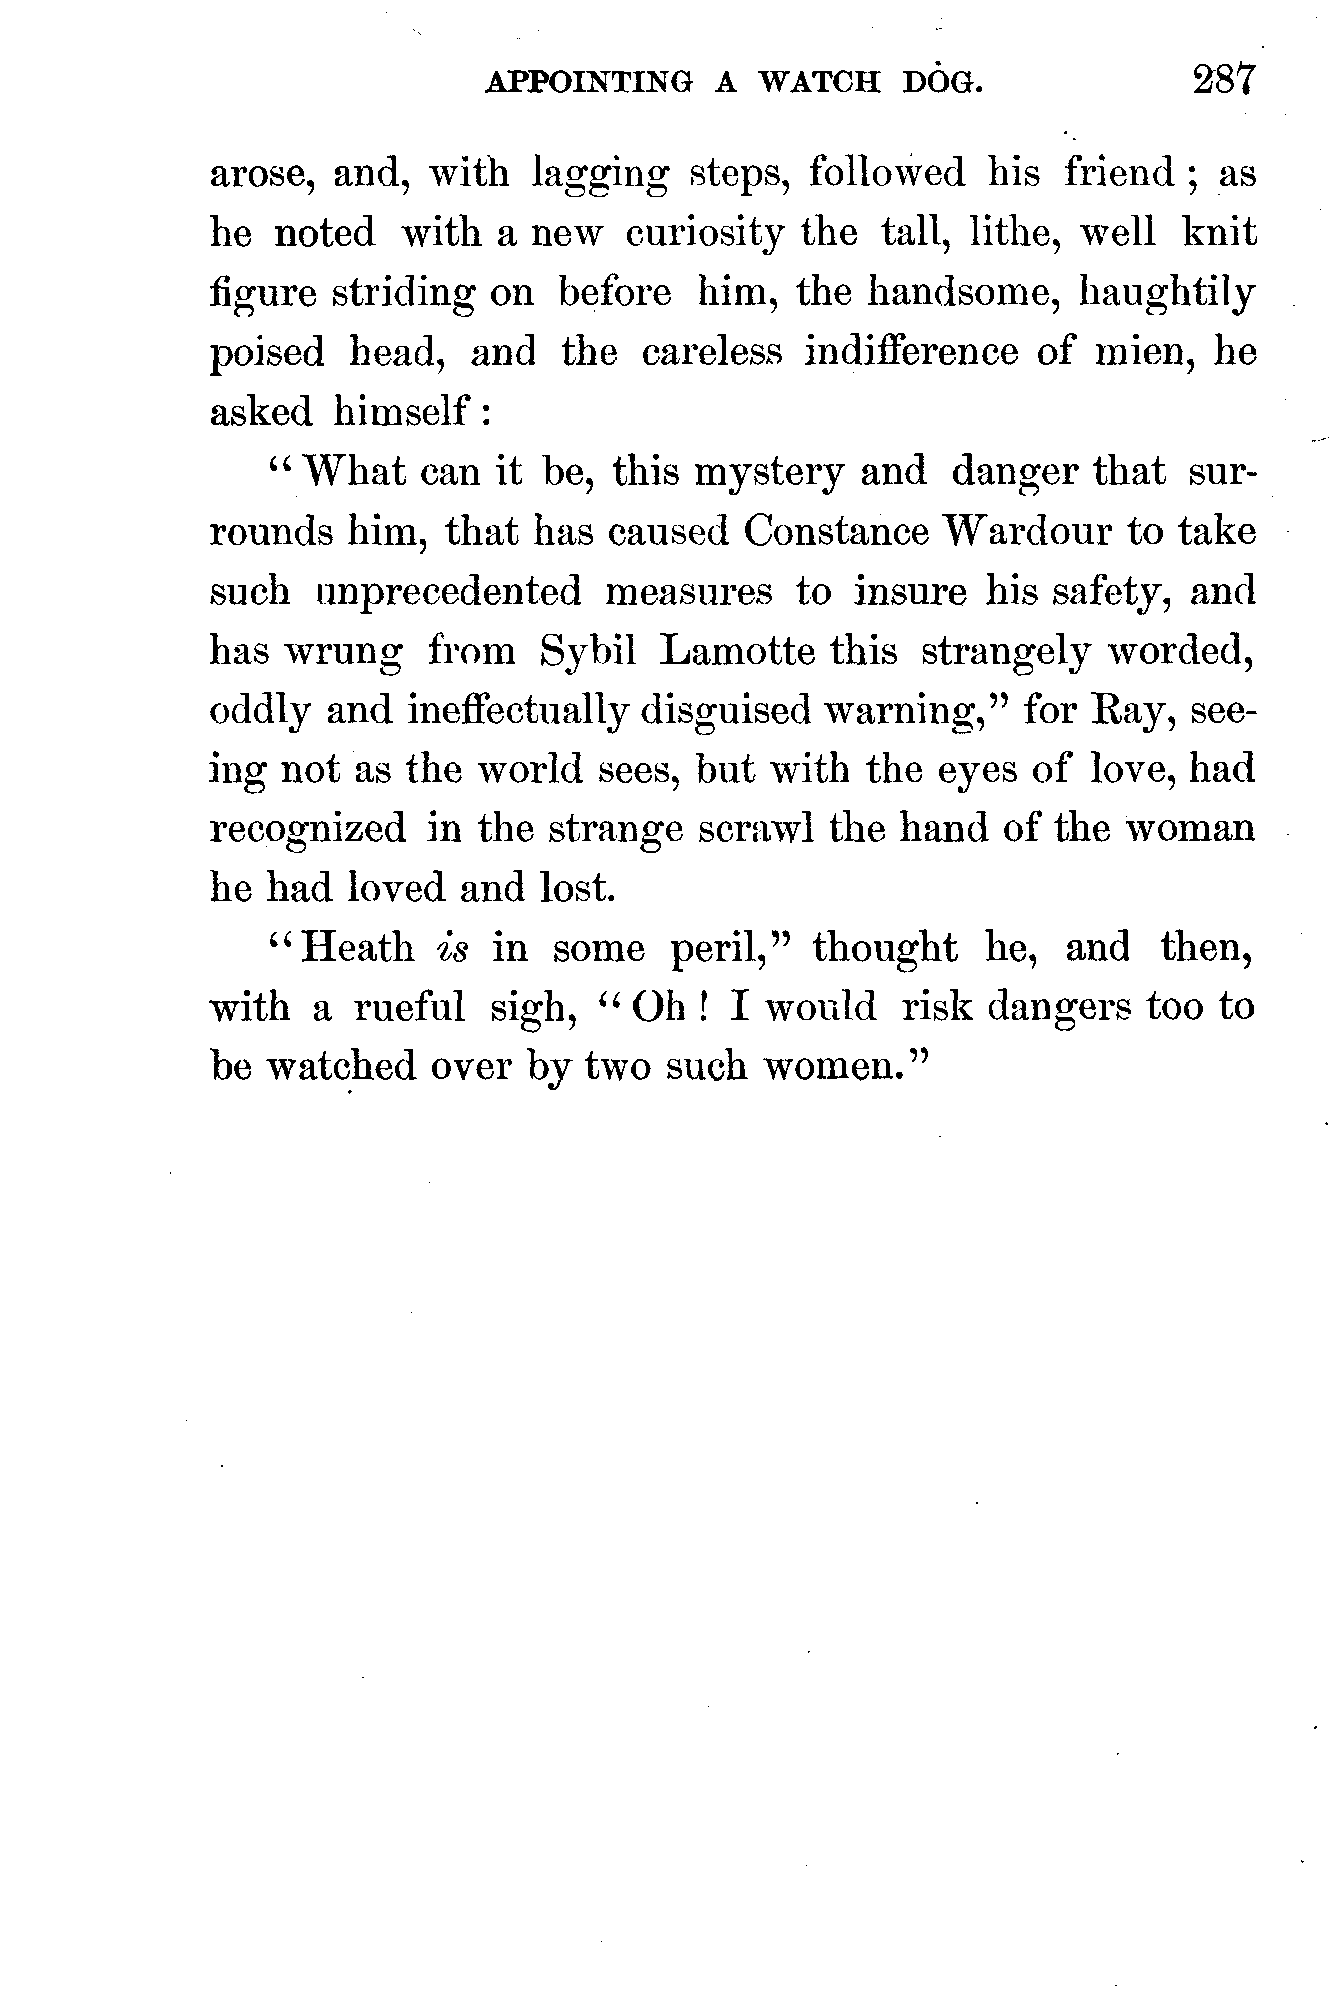 APPOINTING A WATCH DOG. 287
arose, and, with lagging steps, followed his friend ; as
he noted with a new curiosity the tall, lithe, well knit
figure striding on before him, the handsome, haughtily
poised head, and the careless indifference of mien, he
asked himself :
“ What can it be, this mystery and danger that sur-
rounds him, that has caused Constance Wardour to take
such unprecedented measures to insure his safety, and
has wrung from Sybil Lamotte this strangely worded,
oddly and ineffectually disguised warning,” for Ray, see-
ing not as the world sees, but with the eyes of love, had
recognized in the strange scrawl the hand of the woman
he had loved and lost.
“ Heath is in some peril,” thought he, and then,
with a rueful sigh, “ Oh ! I would risk dangers too to
be watched over by two such women.”